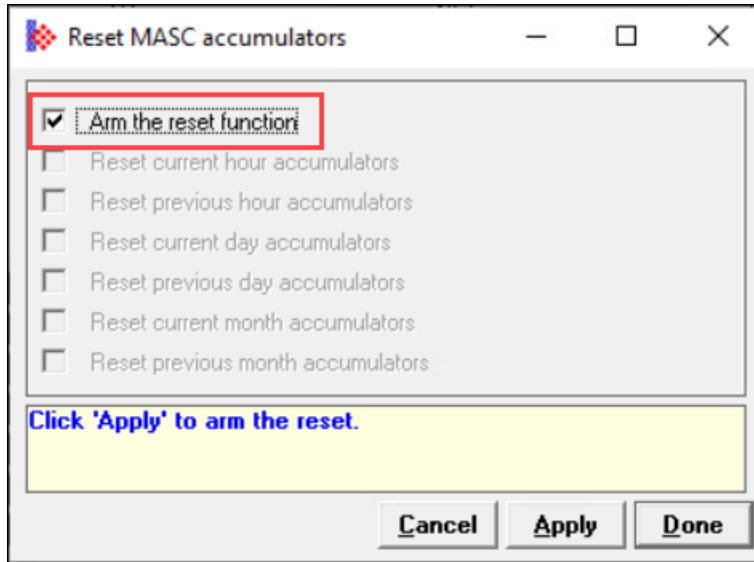 Reset MASC accumulators
Arm the reset function
Reset current hour accumulators
Reset previous hour accumulators
Reset current day accumulators
Reset previous day accumulators
Reset current month accumulators
Reset previous month accumulators
Click 'Apply' to arm the reset.
Cancel Apply Done